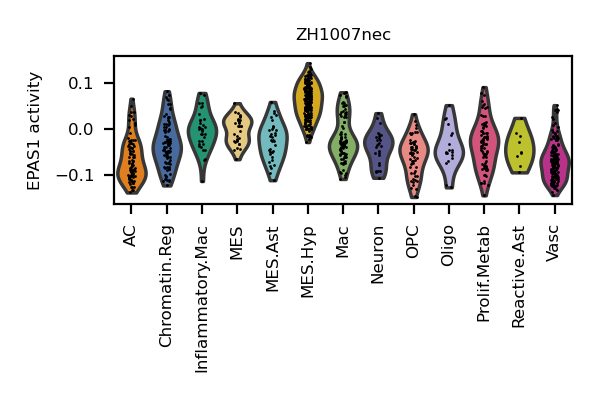 ZH1007nec
EPAS1 activity
0.1
0.0
−0.1
AC
Chromatin.Reg
Inflammatory.Mac
MES
MES.Ast
MES.Hyp
Mac
Neuron
OPC
Oligo
Prolif.Metab
Reactive.Ast
Vasc